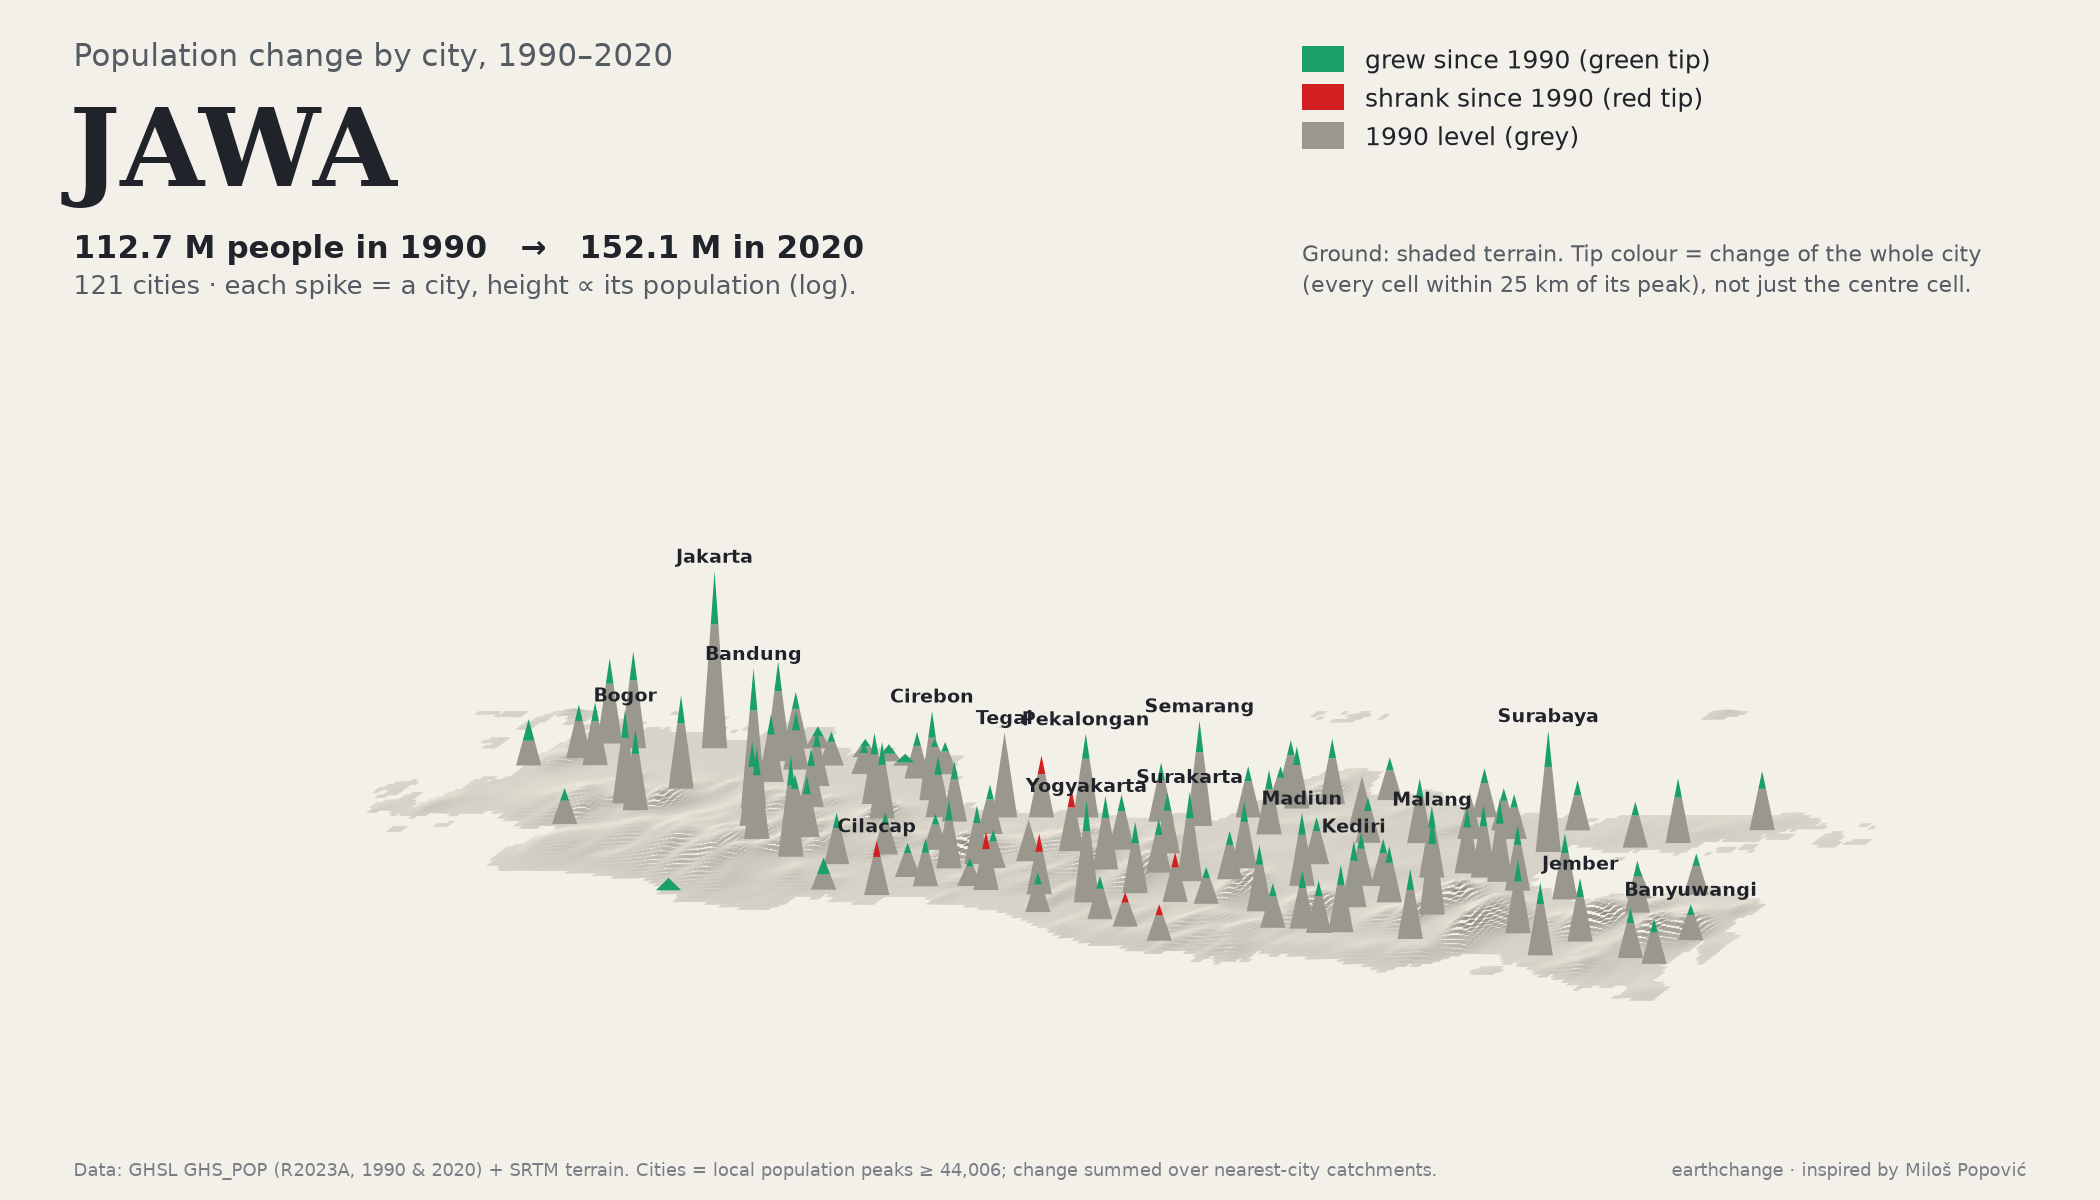 Population change by city, 1990–2020
JAWA
112.7 M people in 1990 → 152.1 M in 2020
121 cities · each spike = a city, height ∝ its population (log).
grew since 1990 (green tip)
shrank since 1990 (red tip)
1990 level (grey)
Ground: shaded terrain. Tip colour = change of the whole city
(every cell within 25 km of its peak), not just the centre cell.
Jakarta
Bandung
Bogor
Cirebon
Tegal
Pekalongan
Semarang
Surabaya
Yogyakarta
Surakarta
Madiun
Malang
Cilacap
Kediri
Jember
Banyuwangi
Data: GHSL GHS_POP (R2023A, 1990 & 2020) + SRTM terrain. Cities = local population peaks ≥ 44,006; change summed over nearest-city catchments.
earthchange · inspired by Miloš Popović